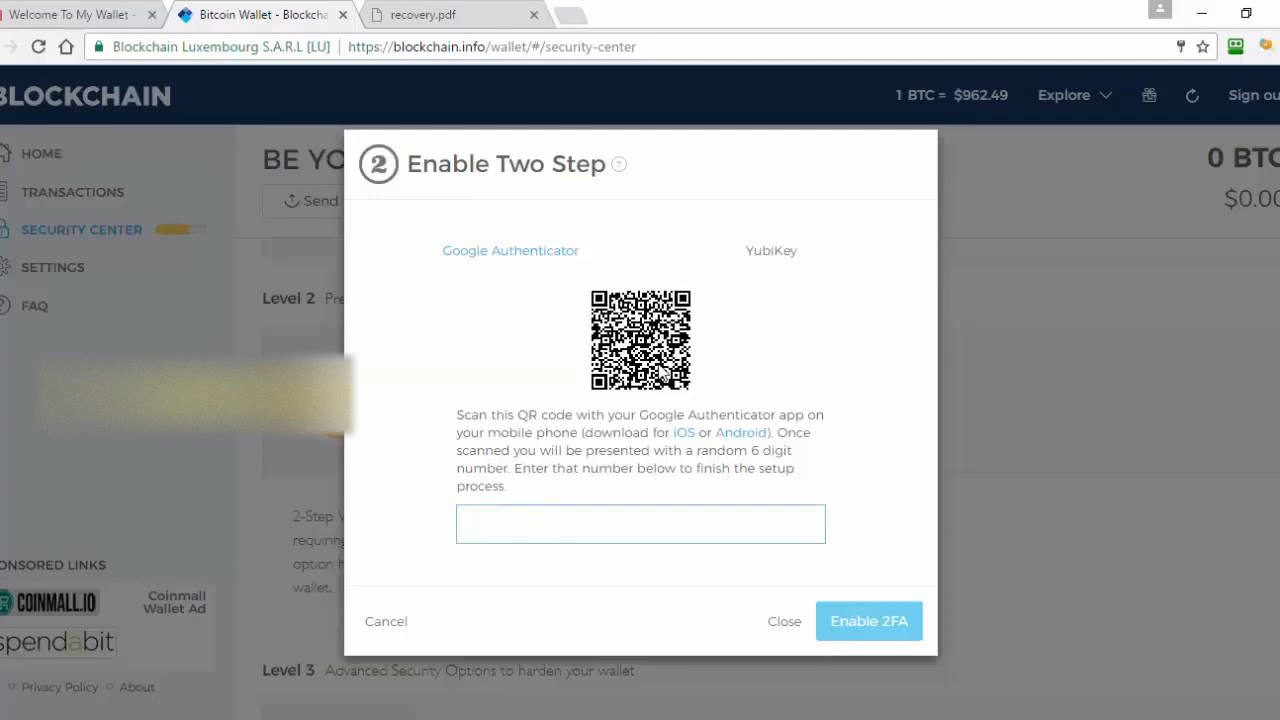 Welcome To My Wallet -
Bitcoin Wallet - Blockcha
recovery.pdf
Blockchain Luxembourg S.A.R.L [LU]
https://blockchain.info/wallet/#/security-center
BLOCKCHAIN
1 BTC = $962.49
Explore
Sign ou
HOME
TRANSACTIONS
SECURITY CENTER
SETTINGS
FAQ
BE YO
Send
0 BTC
$0.00
2 Enable Two Step ?
Google Authenticator
YubiKey
Level 2 Pre
Scan this QR code with your Google Authenticator app on
your mobile phone (download for iOS or Android). Once
scanned you will be presented with a random 6 digit
number. Enter that number below to finish the setup
process.
2-Step V
requiring
option h
wallet.
Cancel
Close
Enable 2FA
ONSORED LINKS
COINMALL.IO
Coinmall
Wallet Ad
spendabit
Privacy Policy
About
Level 3 Advanced Security Options to harden your wallet